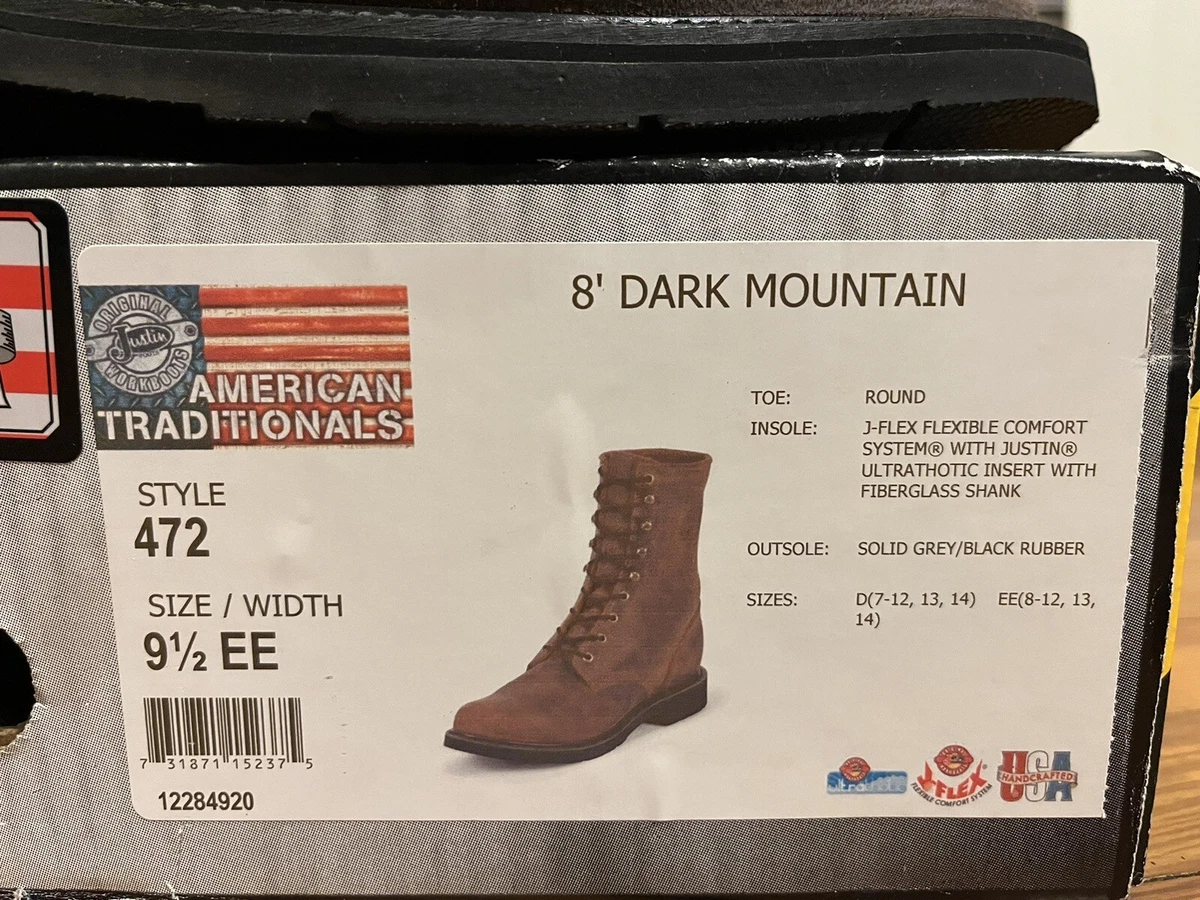 8' DARK MOUNTAIN
ORIGINAL
Justin
WORKBOOTS
AMERICAN
TRADITIONALS
STYLE
472
SIZE / WIDTH
9½ EE
7 31871 15237 5
12284920
TOE: ROUND
INSOLE: J-FLEX FLEXIBLE COMFORT
SYSTEM® WITH JUSTIN®
ULTRATHOTIC INSERT WITH
FIBERGLASS SHANK
OUTSOLE: SOLID GREY/BLACK RUBBER
SIZES: D(7-12, 13, 14) EE(8-12, 13,
14)
J-FLEX®
FLEXIBLE COMFORT SYSTEM
USA
HANDCRAFTED